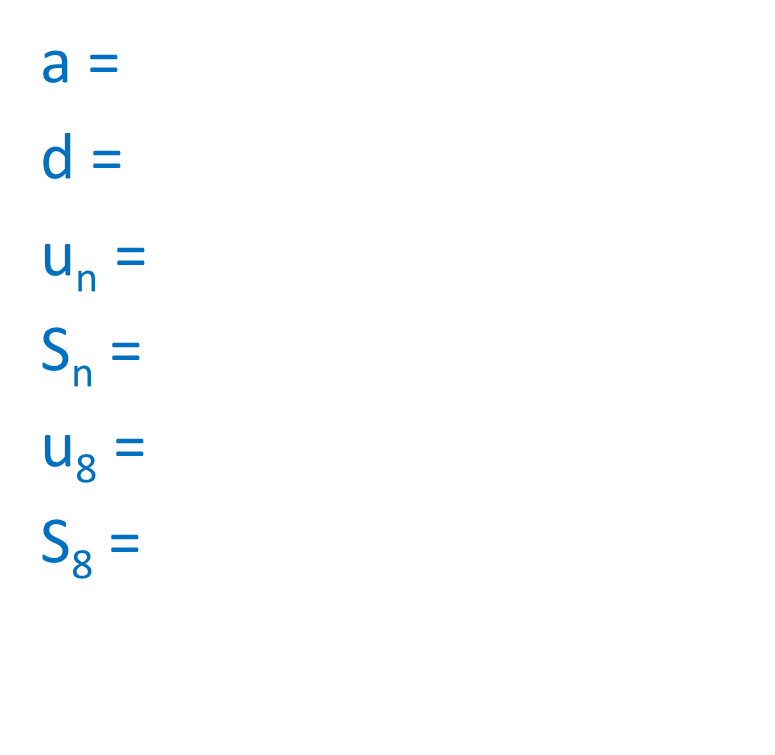 a =
d =
uₙ =
Sₙ =
u₈ =
S₈ =